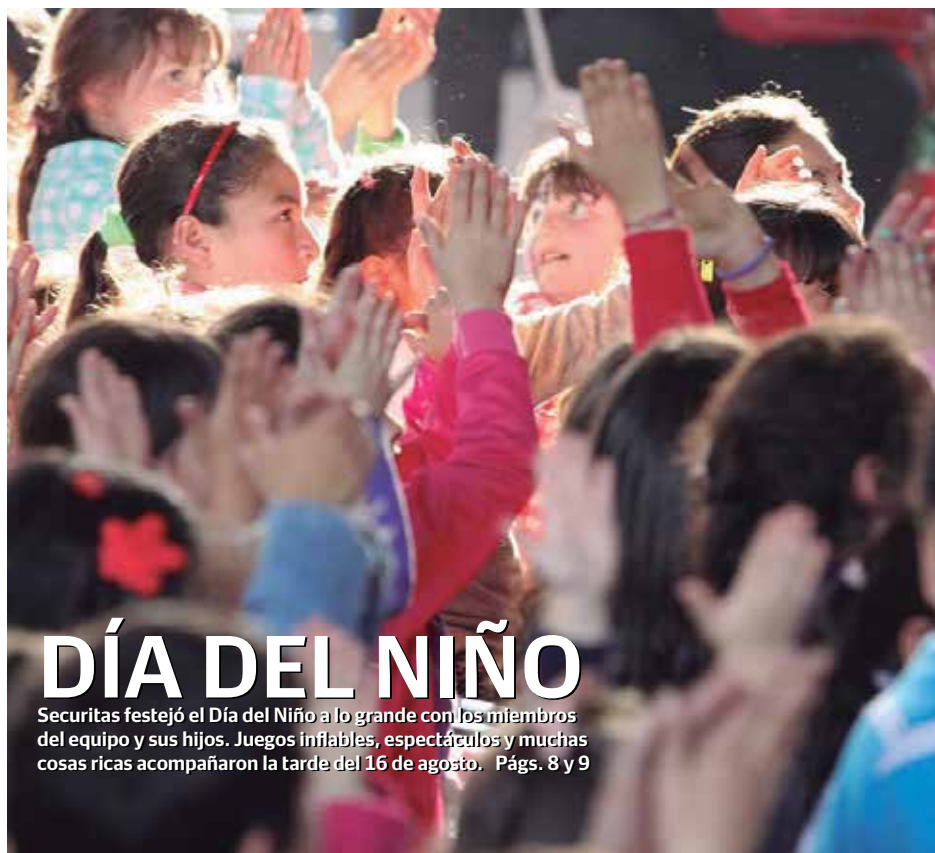 DÍA DEL NIÑO
Securitas festejó el Día del Niño a lo grande con los miembros
del equipo y sus hijos. Juegos inflables, espectáculos y muchas
cosas ricas acompañaron la tarde del 16 de agosto. Págs. 8 y 9